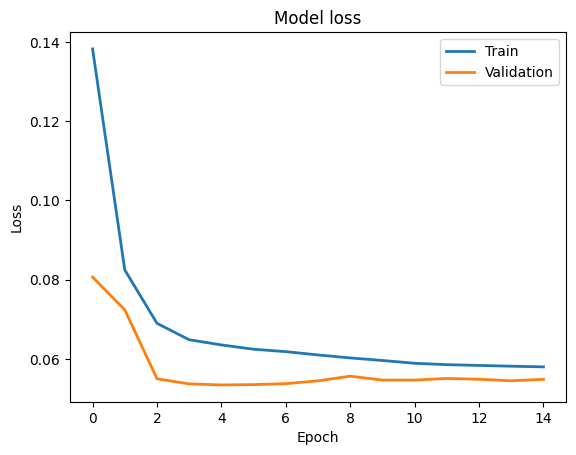 Model loss
Train
Validation
0.14
0.12
0.10
0.08
0.06
Loss
0 2 4 6 8 10 12 14
Epoch